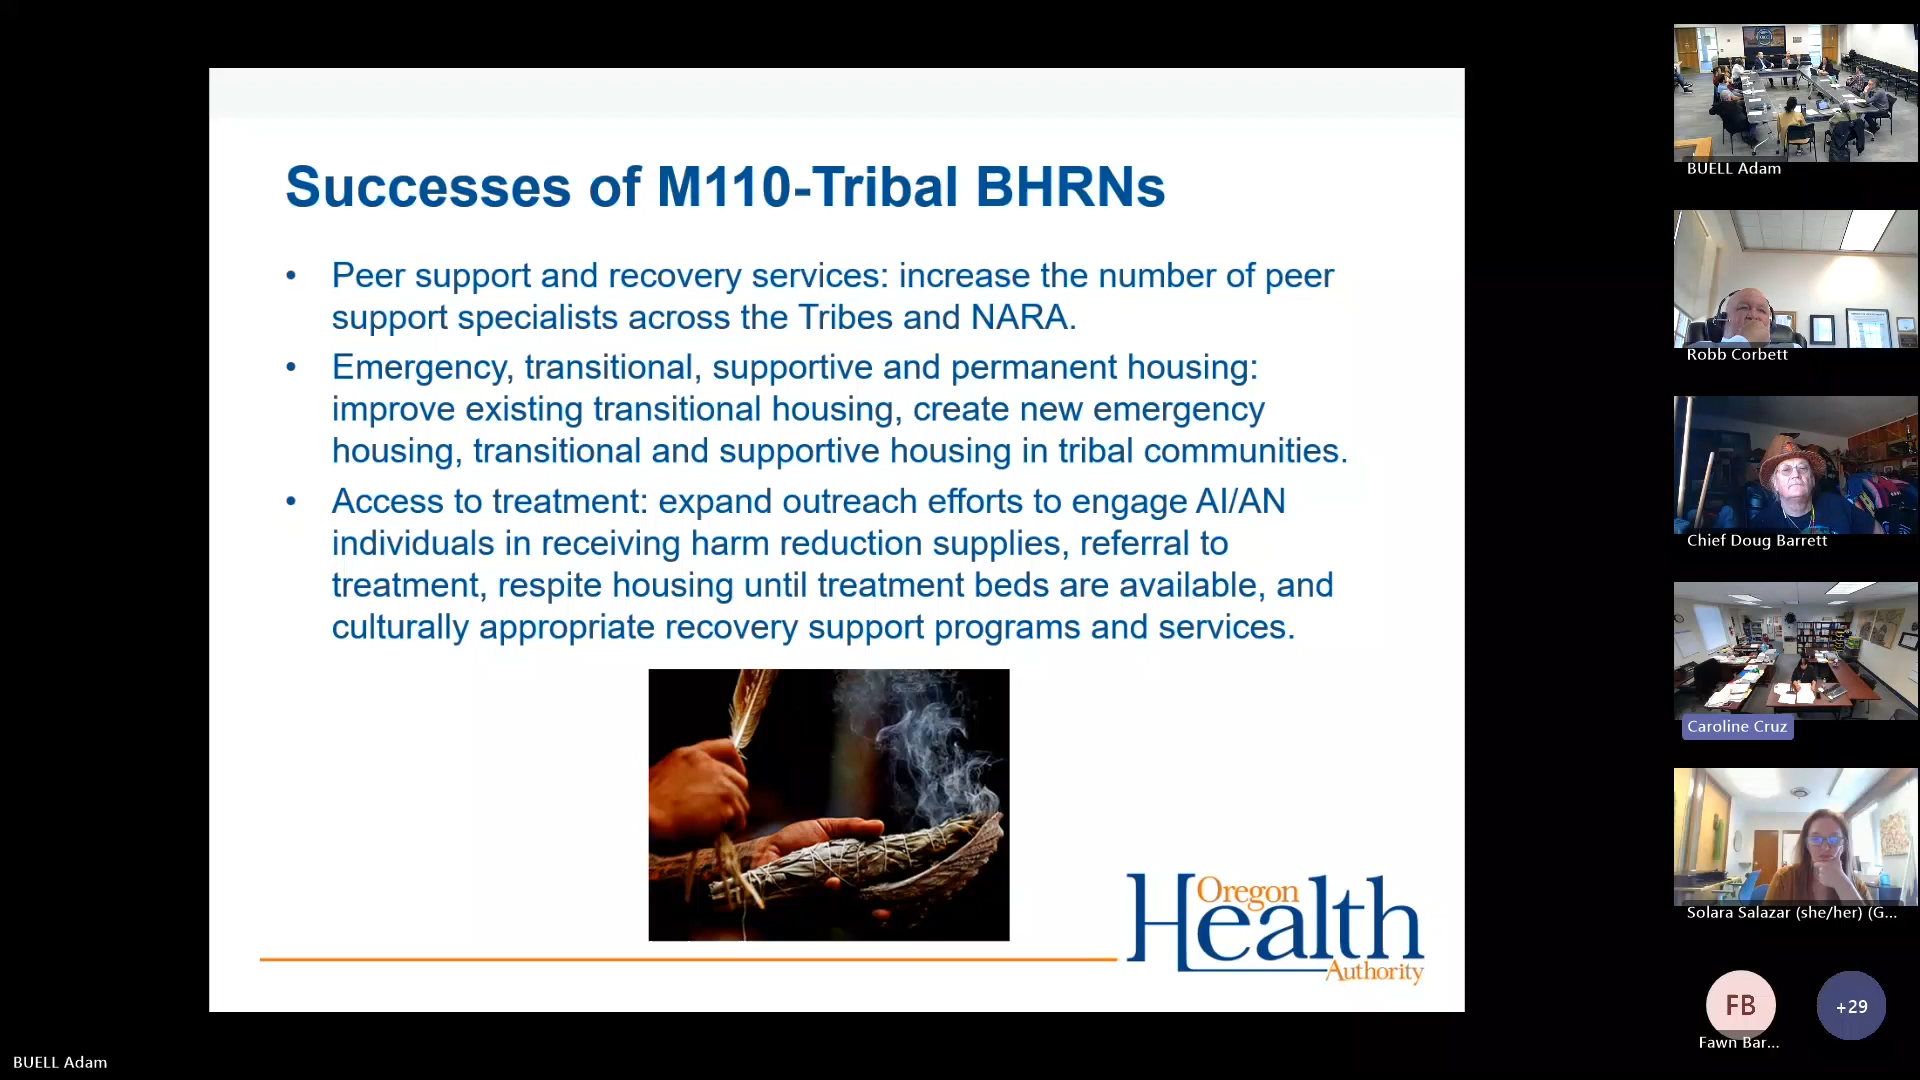 Successes of M110-Tribal BHRNs
• Peer support and recovery services: increase the number of peer
support specialists across the Tribes and NARA.
• Emergency, transitional, supportive and permanent housing:
improve existing transitional housing, create new emergency
housing, transitional and supportive housing in tribal communities.
• Access to treatment: expand outreach efforts to engage AI/AN
individuals in receiving harm reduction supplies, referral to
treatment, respite housing until treatment beds are available, and
culturally appropriate recovery support programs and services.
Oregon
Health
Authority
BUELL Adam
Robb Corbett
Chief Doug Barrett
Caroline Cruz
Solara Salazar (she/her) (G...
FB
Fawn Bar...
+29
BUELL Adam